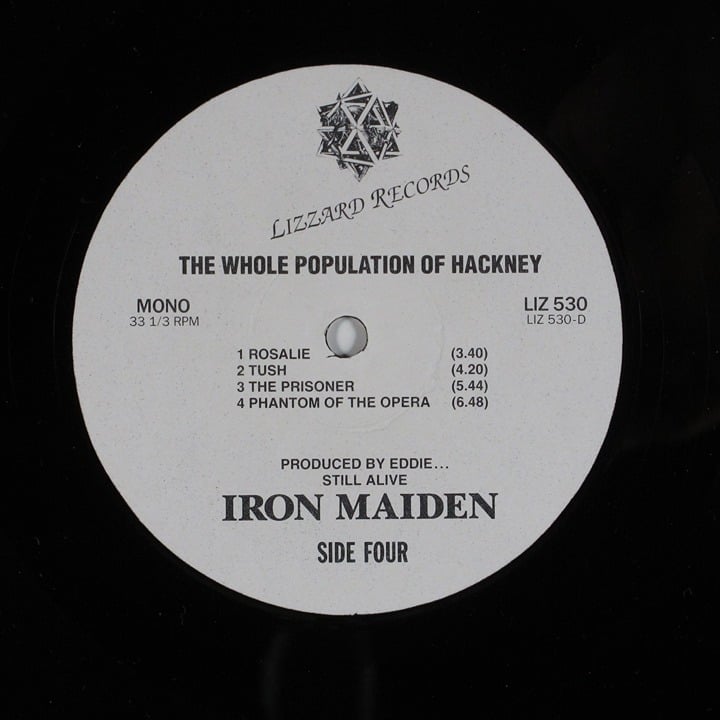 LIZZARD RECORDS
THE WHOLE POPULATION OF HACKNEY
MONO
33 1/3 RPM
LIZ 530
LIZ 530-D
1 ROSALIE (3.40)
2 TUSH (4.20)
3 THE PRISONER (5.44)
4 PHANTOM OF THE OPERA (6.48)
PRODUCED BY EDDIE...
STILL ALIVE
IRON MAIDEN
SIDE FOUR